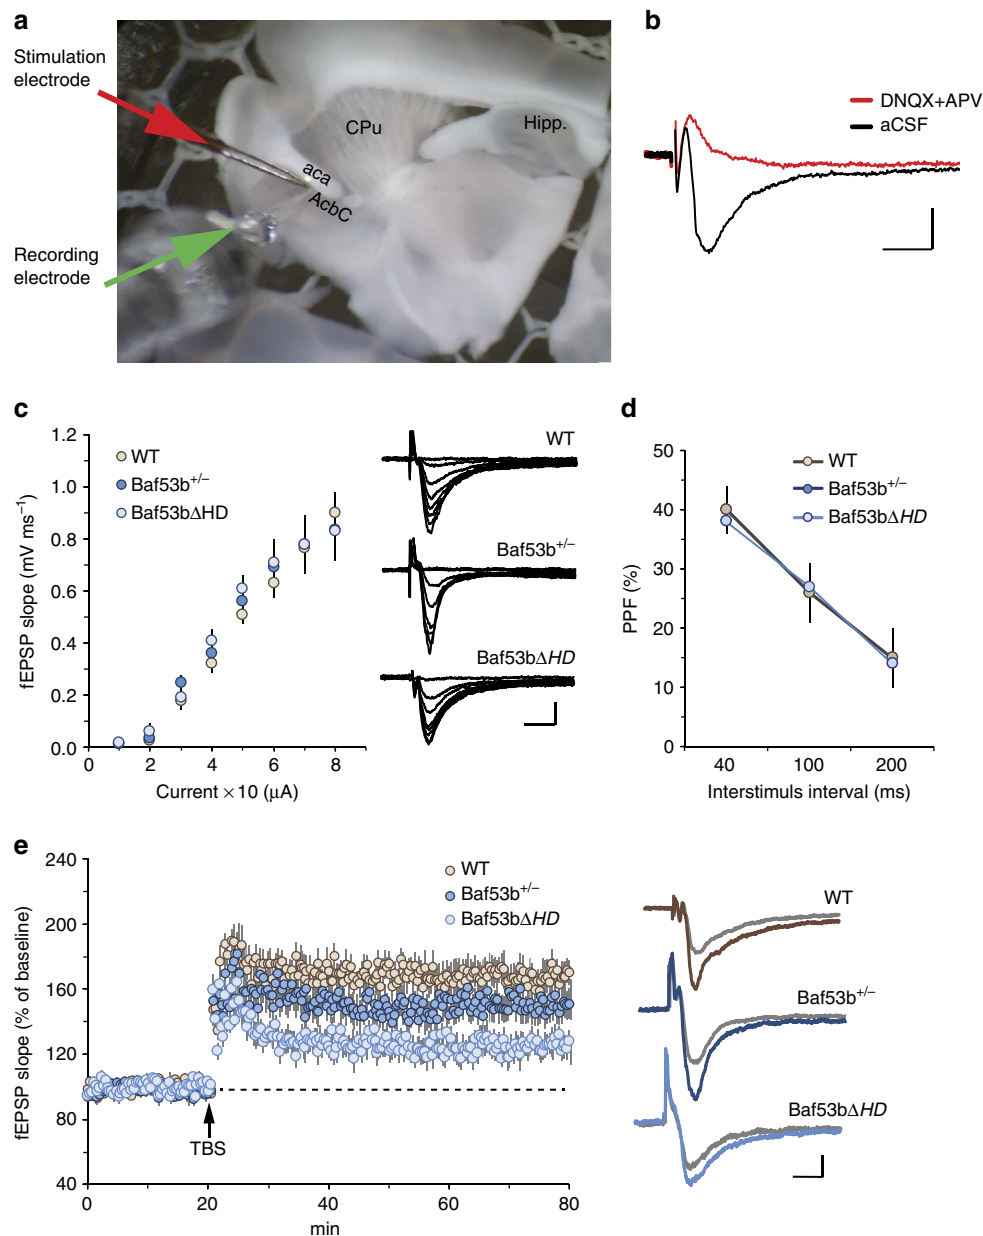 a
Stimulation
electrode
CPu
Hipp.
aca
AcbC
Recording
electrode
b
DNQX+APV
aCSF
c
1.2
1.0
0.8
0.6
0.4
0.2
0.0
fEPSP slope (mV ms⁻¹)
WT
Baf53b⁺/⁻
Baf53bΔHD
0 2 4 6 8
Current × 10 (μA)
WT
Baf53b⁺/⁻
Baf53bΔHD
d
50
40
30
20
10
0
PPF (%)
WT
Baf53b⁺/⁻
Baf53bΔHD
40 100 200
Interstimuls interval (ms)
e
240
200
160
120
80
40
fEPSP slope (% of baseline)
WT
Baf53b⁺/⁻
Baf53bΔHD
TBS
0 20 40 60 80
min
WT
Baf53b⁺/⁻
Baf53bΔHD